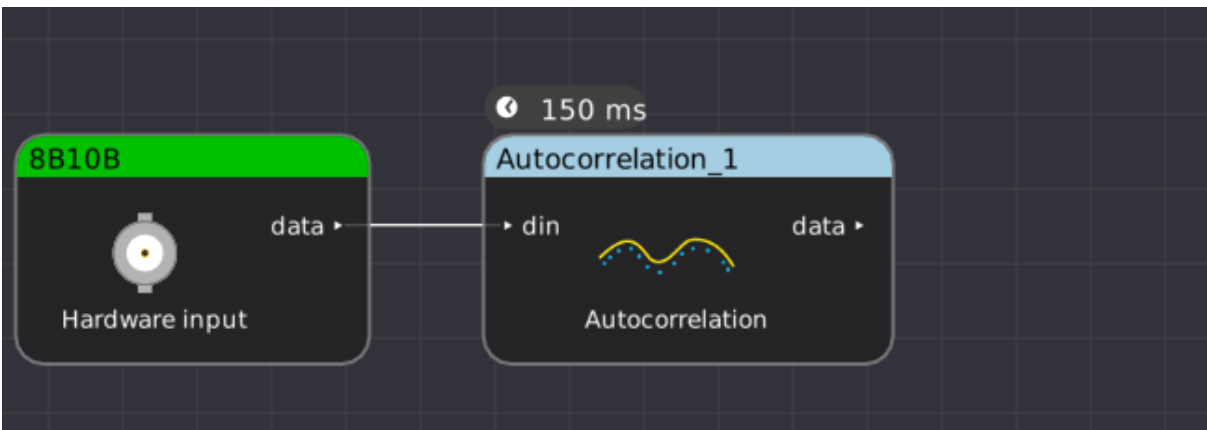 150 ms
8B10B
Autocorrelation_1
data
din
data
Hardware input
Autocorrelation